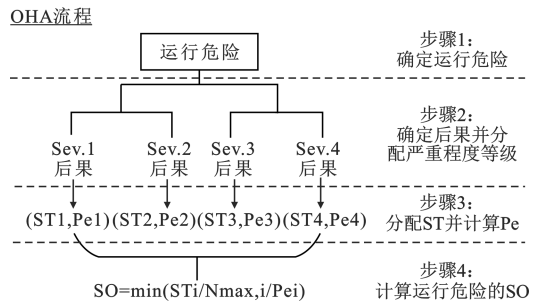 OHA流程
运行危险
步骤1:
确定运行危险
步骤2:
确定后果并分
配严重程度等级
Sev.1
后果
Sev.2
后果
Sev.3
后果
Sev.4
后果
步骤3:
分配ST并计算Pe
(ST1,Pe1)(ST2,Pe2)(ST3,Pe3)(ST4,Pe4)
步骤4:
计算运行危险的SO
SO=min(STi/Nmax,i/Pei)